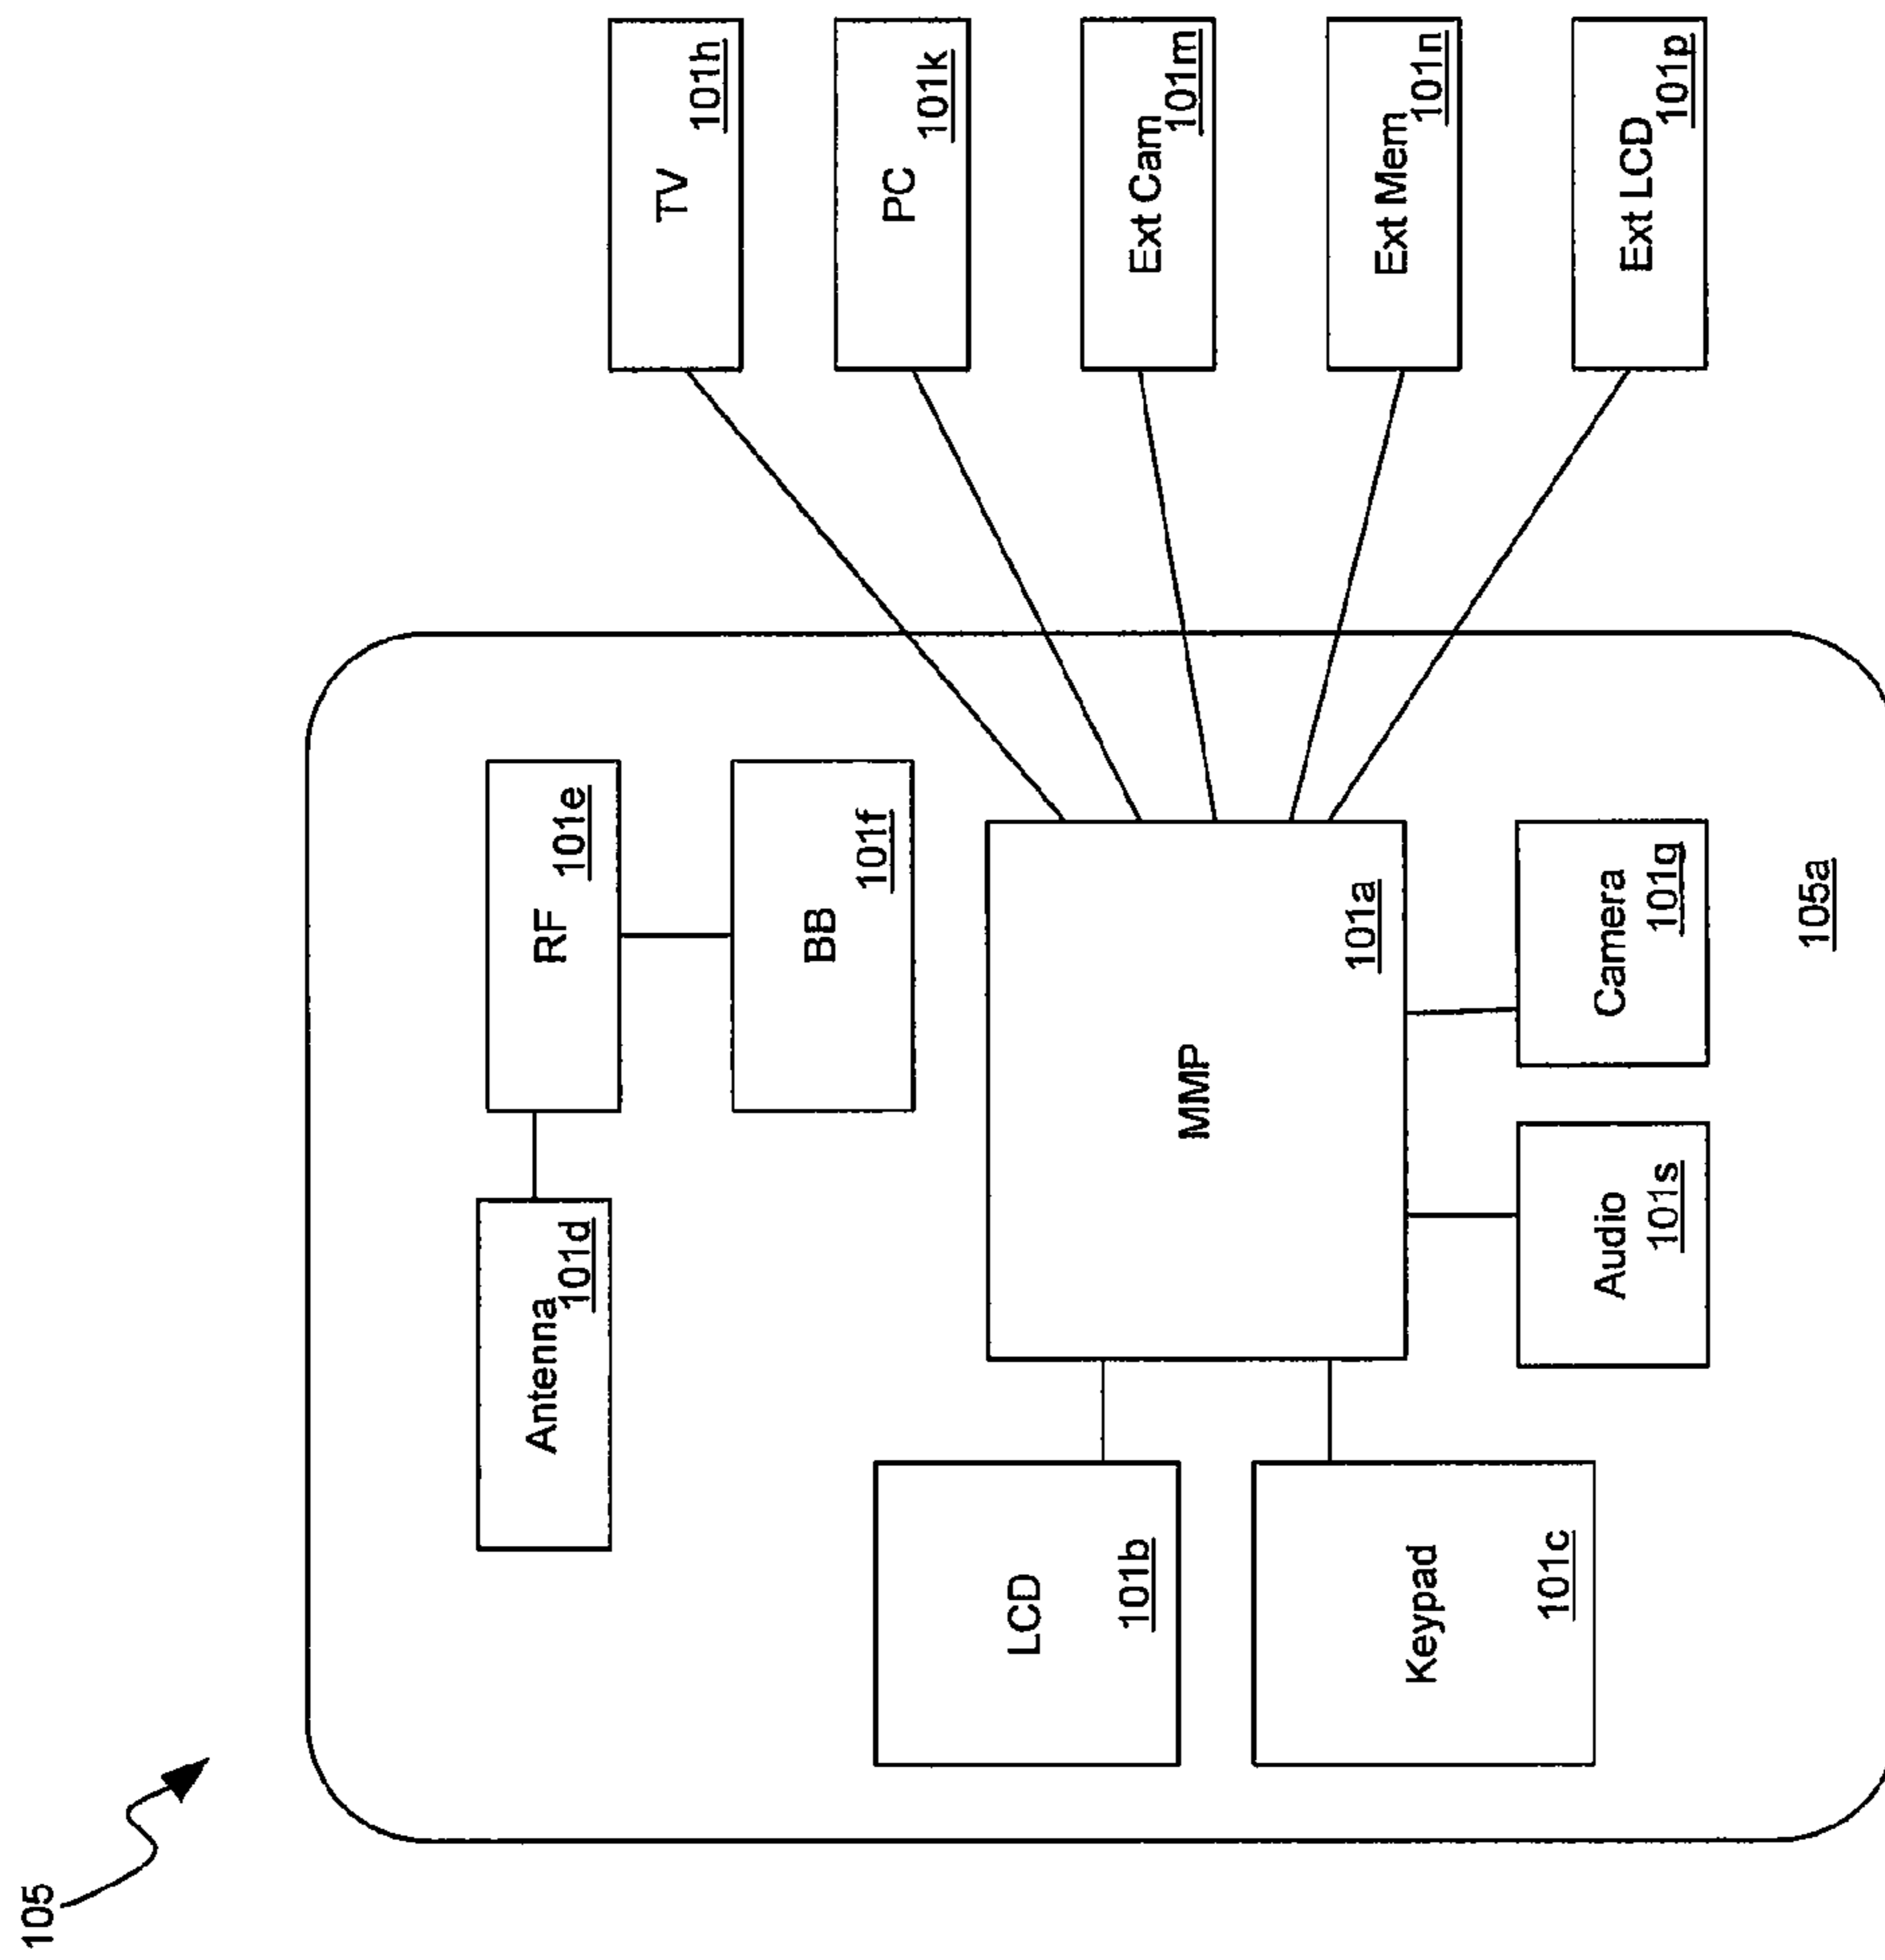 105
Antenna
101d
RF
101e
BB
101f
TV
101h
PC
101k
Ext Cam
101m
Ext Mem
101n
Ext LCD
101p
LCD
101b
MMP
101a
Keypad
101c
Audio
101s
Camera
101g
105a